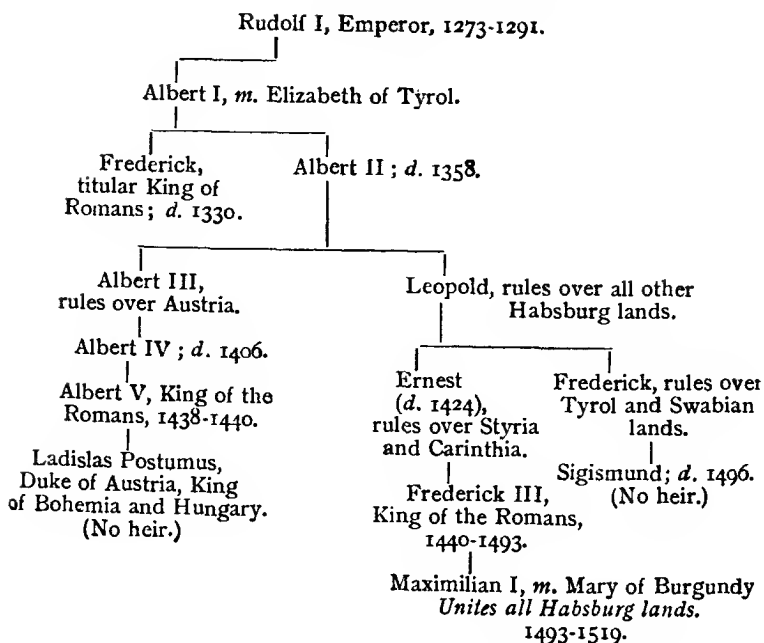 Rudolf I, Emperor, 1273-1291.
Albert I, m. Elizabeth of Tyrol.
Frederick,
titular King of
Romans; d. 1330.
Albert II; d. 1358.
Albert III,
rules over Austria.
Albert IV; d. 1406.
Albert V, King of the
Romans, 1438-1440.
Ladislas Postumus,
Duke of Austria, King
of Bohemia and Hungary.
(No heir.)
Leopold, rules over all other
Habsburg lands.
Ernest
(d. 1424),
rules over Styria
and Carinthia.
Frederick III,
King of the Romans,
1440-1493.
Maximilian I, m. Mary of Burgundy
Unites all Habsburg lands.
1493-1519.
Frederick, rules over
Tyrol and Swabian
lands.
Sigismund; d. 1496.
(No heir.)